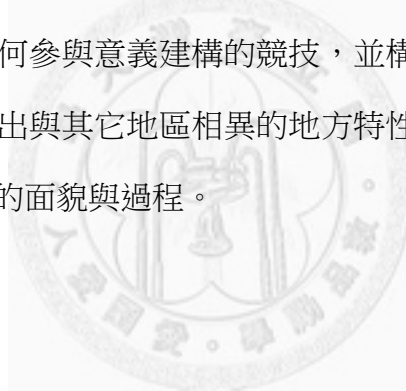 何參與意義建構的競技，並構
出與其它地區相異的地方特性
的面貌與過程。